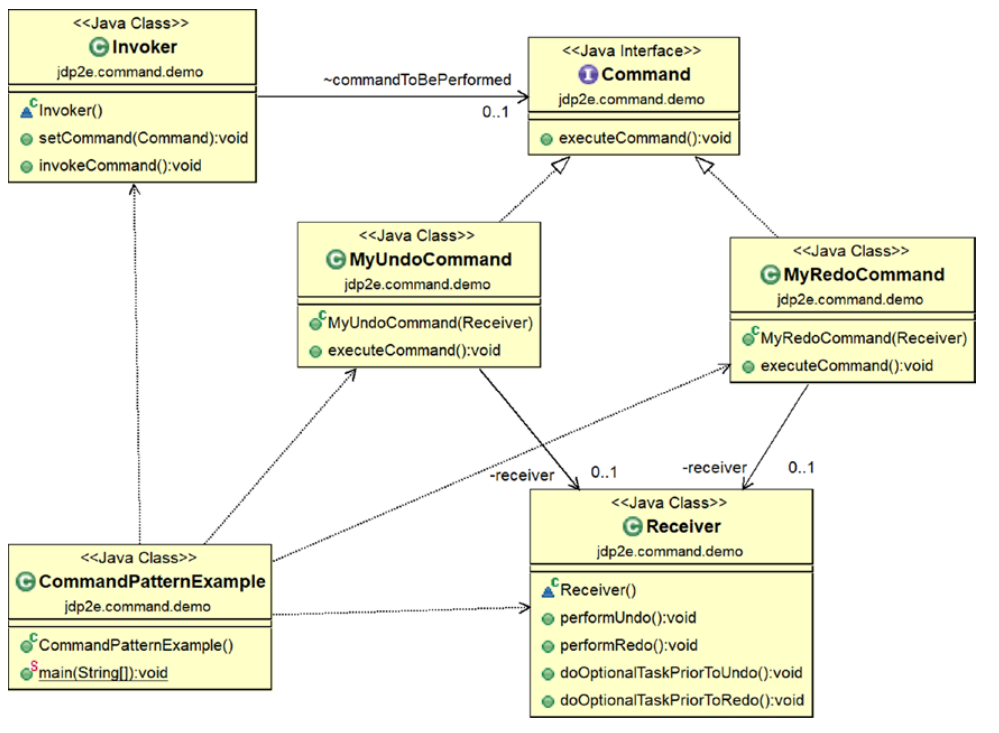 <<Java Class>>
Invoker
jdp2e.command.demo
Invoker()
setCommand(Command):void
invokeCommand():void
~commandToBePerformed
0..1
<<Java Interface>>
Command
jdp2e.command.demo
executeCommand():void
<<Java Class>>
MyUndoCommand
jdp2e.command.demo
MyUndoCommand(Receiver)
executeCommand():void
<<Java Class>>
MyRedoCommand
jdp2e.command.demo
MyRedoCommand(Receiver)
executeCommand():void
-receiver
0..1
-receiver
0..1
<<Java Class>>
CommandPatternExample
jdp2e.command.demo
CommandPatternExample()
main(String[]):void
<<Java Class>>
Receiver
jdp2e.command.demo
Receiver()
performUndo():void
performRedo():void
doOptionalTaskPriorToUndo():void
doOptionalTaskPriorToRedo():void